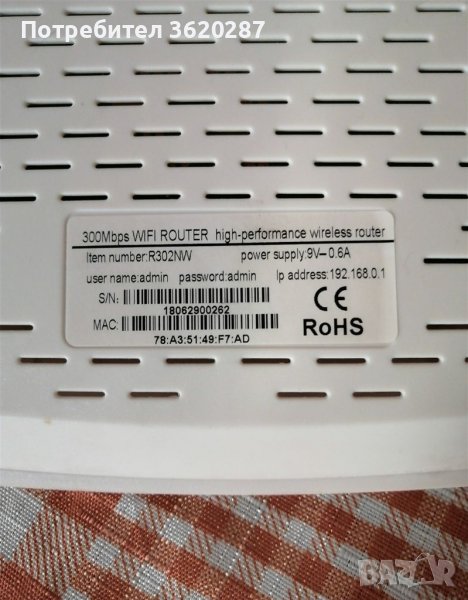 Потребител 3620287
300Mbps WIFI ROUTER high-performance wireless router
Item number:R302NW power supply:9V⎓0.6A
user name:admin password:admin Ip address:192.168.0.1
S/N:
18062900262
CE
MAC:
RoHS
78:A3:51:49:F7:AD
BAZAR